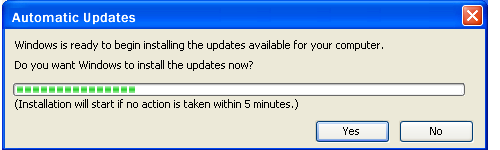 Automatic Updates
Windows is ready to begin installing the updates available for your computer.
Do you want Windows to install the updates now?
(Installation will start if no action is taken within 5 minutes.)
Yes No